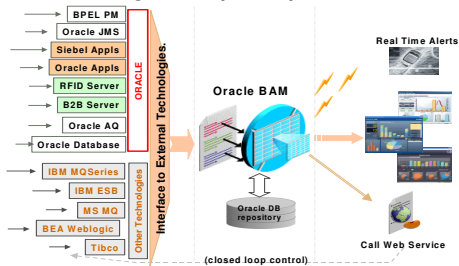 BPEL PM
Oracle JMS
Siebel Appls
Oracle Appls
RFID Server
B2B Server
Oracle AQ
Oracle Database
ORACLE
IBM MQSeries
IBM ESB
MS MQ
BEA Weblogic
Tibco
Other Technologies
Interface to External Technologies.
Oracle BAM
Oracle DB
repository
Real Time Alerts
Call Web Service
(closed loop control)